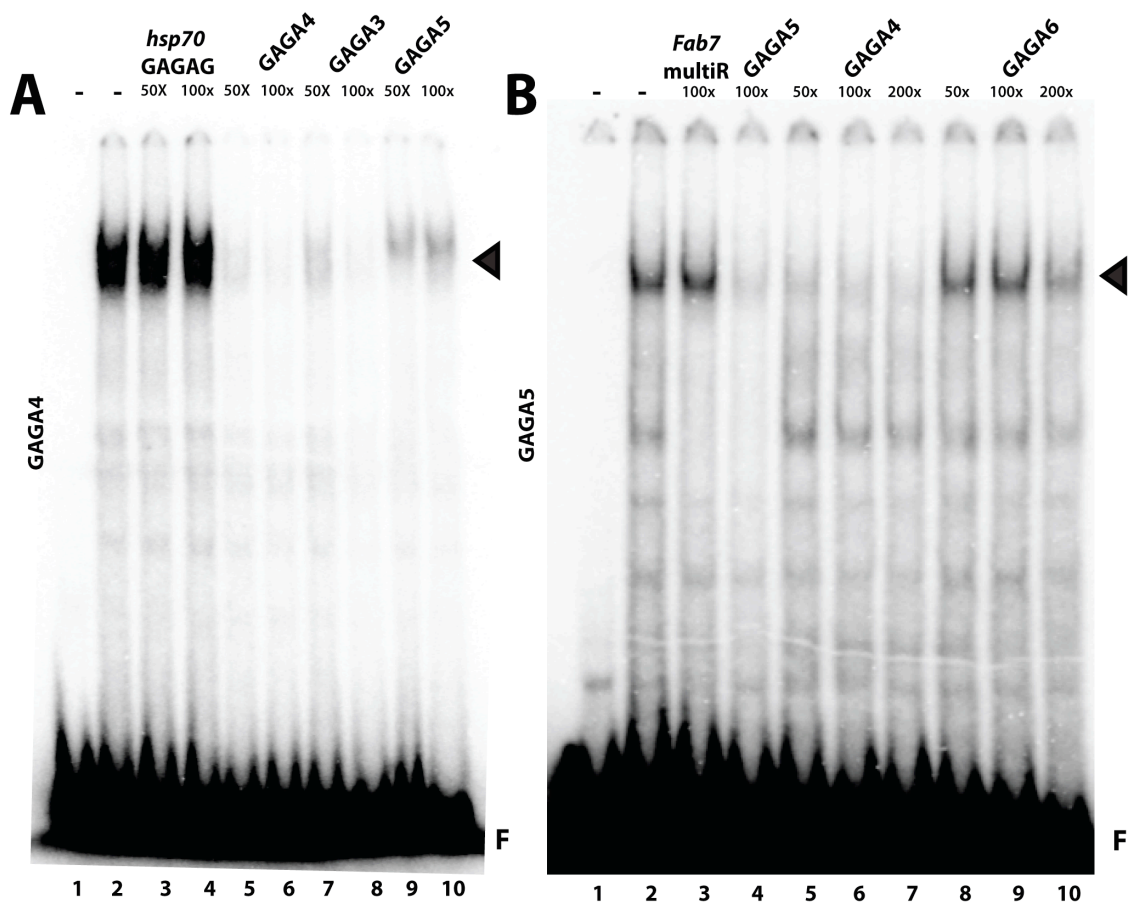 A
hsp70
GAGAG
GAGA4
GAGA3
GAGA5
- - 50X 100x 50X 100x 50X 100x 50X 100x
GAGA4
F
1 2 3 4 5 6 7 8 9 10
B
Fab7
multiR
GAGA5
GAGA4
GAGA6
- - 100x 100x 50x 100x 200x 50x 100x 200x
GAGA5
F
1 2 3 4 5 6 7 8 9 10